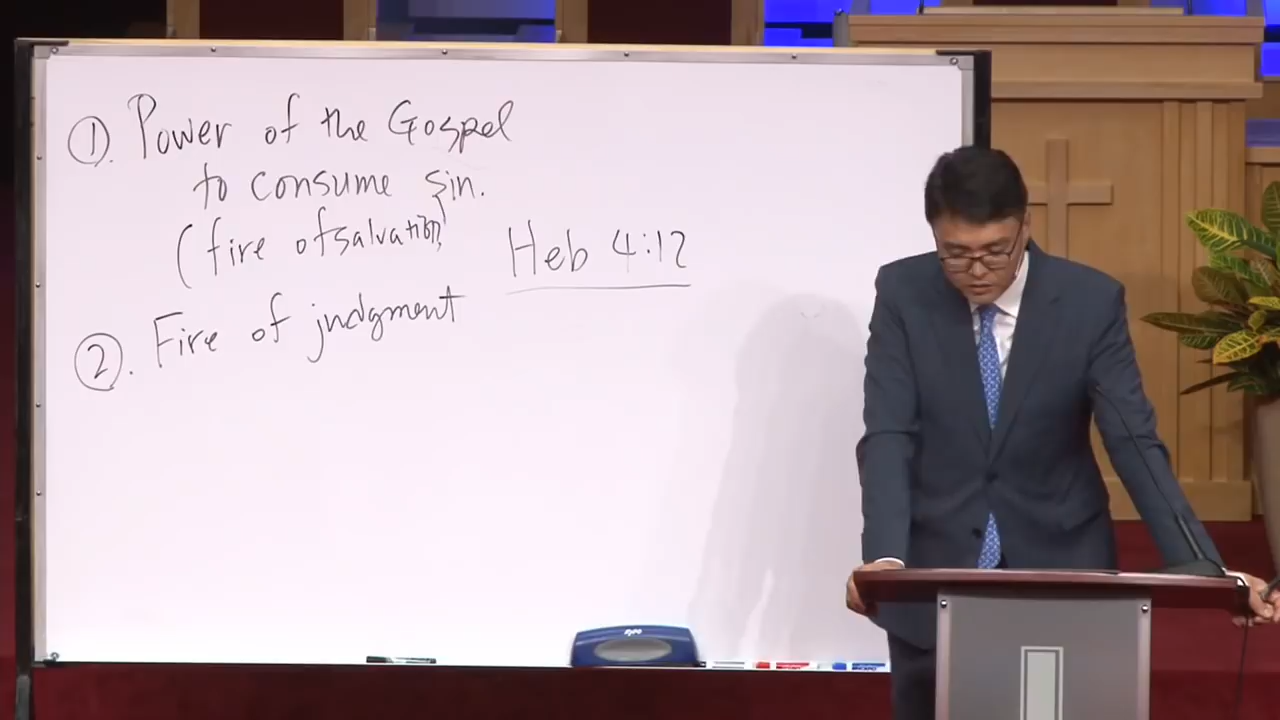 ① Power of the Gospel
to consume sin.
(fire of salvation)
Heb 4:12
② Fire of judgment